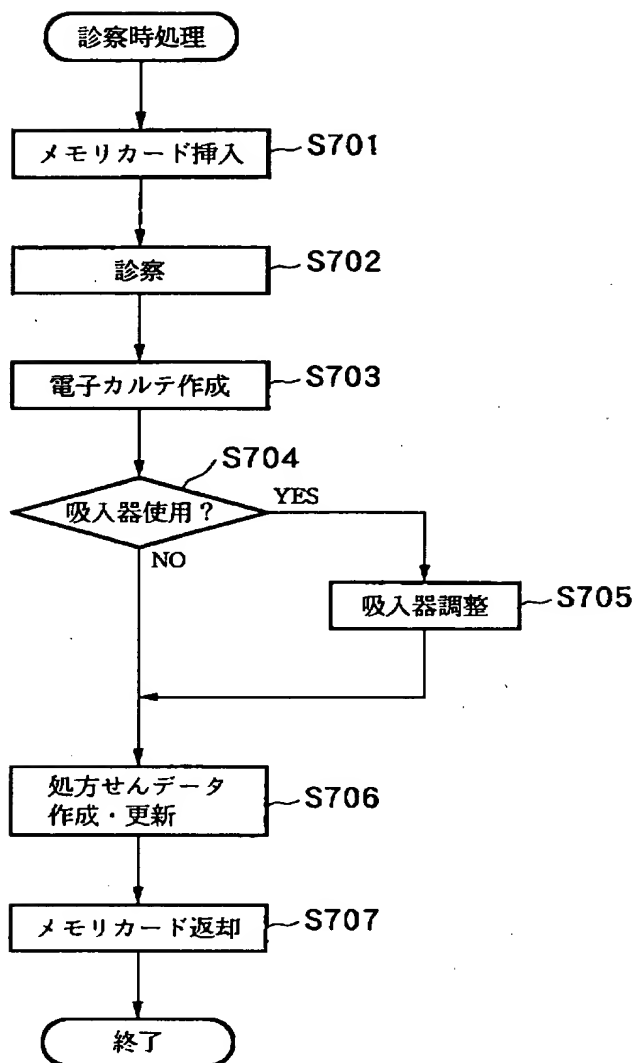 診察時処理
メモリカード挿入
S701
診察
S702
電子カルテ作成
S703
S704
吸入器使用？
YES
NO
吸入器調整
S705
処方せんデータ
作成・更新
S706
メモリカード返却
S707
終了